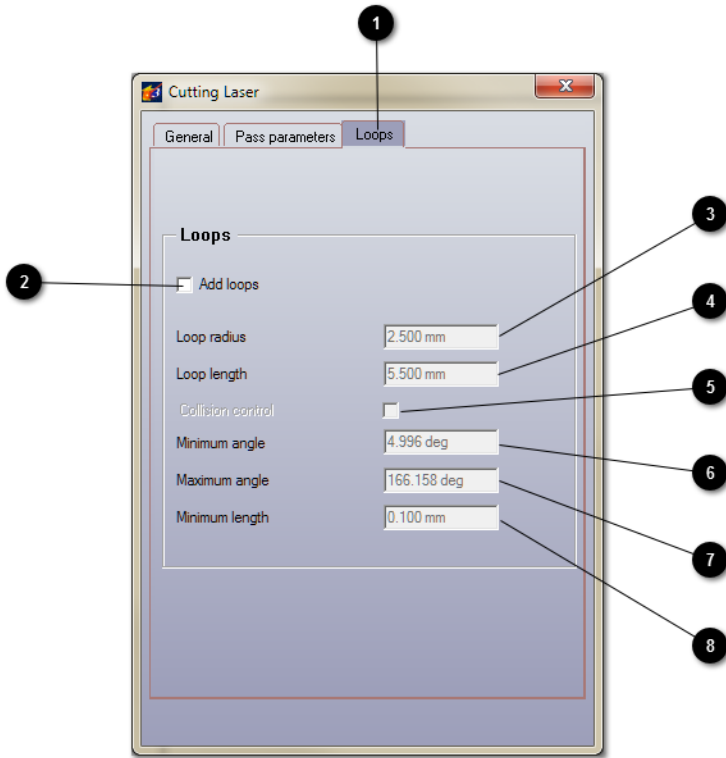 1
Cutting Laser
x
General Pass parameters Loops
3
Loops
2
Add loops
4
Loop radius 2.500 mm
Loop length 5.500 mm
5
Collision control
Minimum angle 4.996 deg
6
Maximum angle 166.158 deg
Minimum length 0.100 mm
7
8